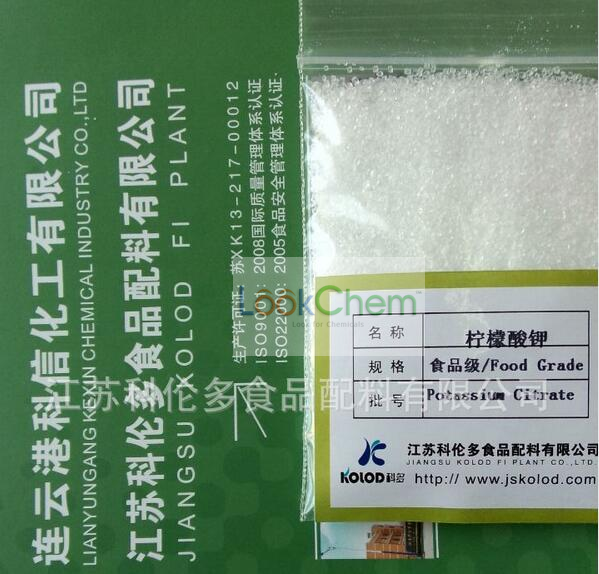 连云港科信化工有限公司
LIANYUNGANG KEXIN CHEMICAL INDUSTRY CO.,LTD
江苏科伦多食品配料有限公司
JIANGSU KOLOD FI PLANT
生产许可证：苏XK13-217-00012
ISO9001：2008国际质量管理体系认证
ISO22000：2005食品安全管理体系认证
LookChem
Look for Chemicals
名称 柠檬酸钾
规格 食品级/Food Grade
批号 Potassium Citrate
江苏科伦多食品配料有限公司
KOLOD科多
江苏科伦多食品配料有限公司
JIANGSU KOLOD FI PLANT CO.,LTD.
http:// www.jskolod.com